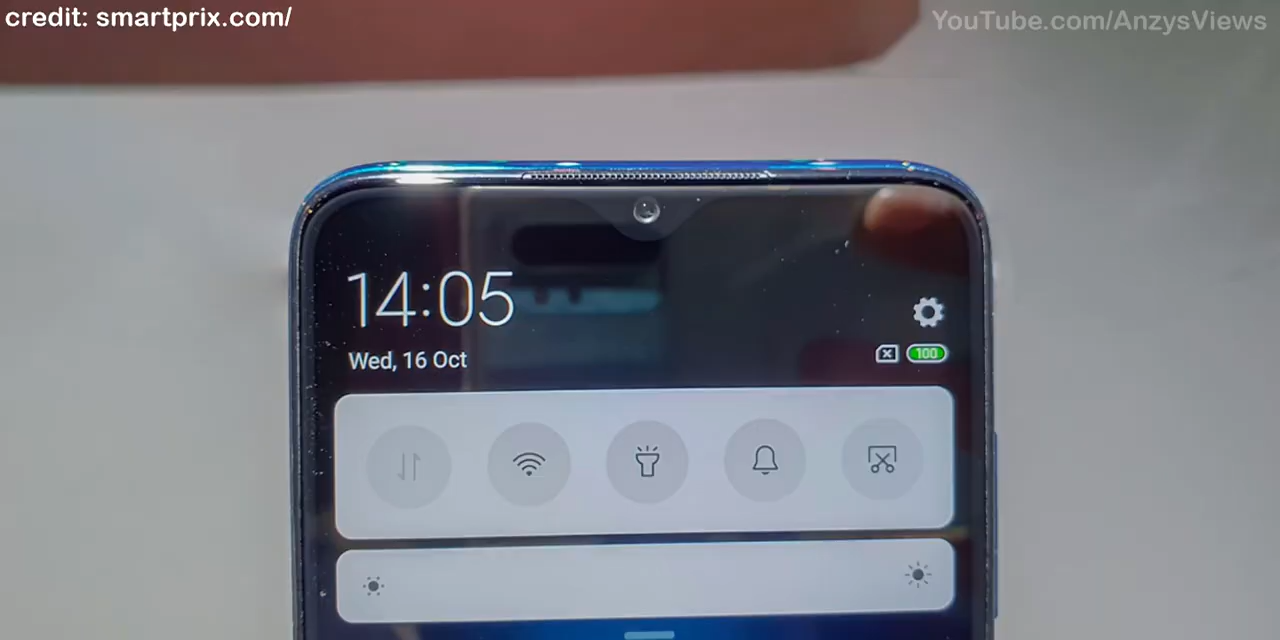 credit: smartprix.com/
YouTube.com/AnzysViews
14:05
Wed, 16 Oct
100